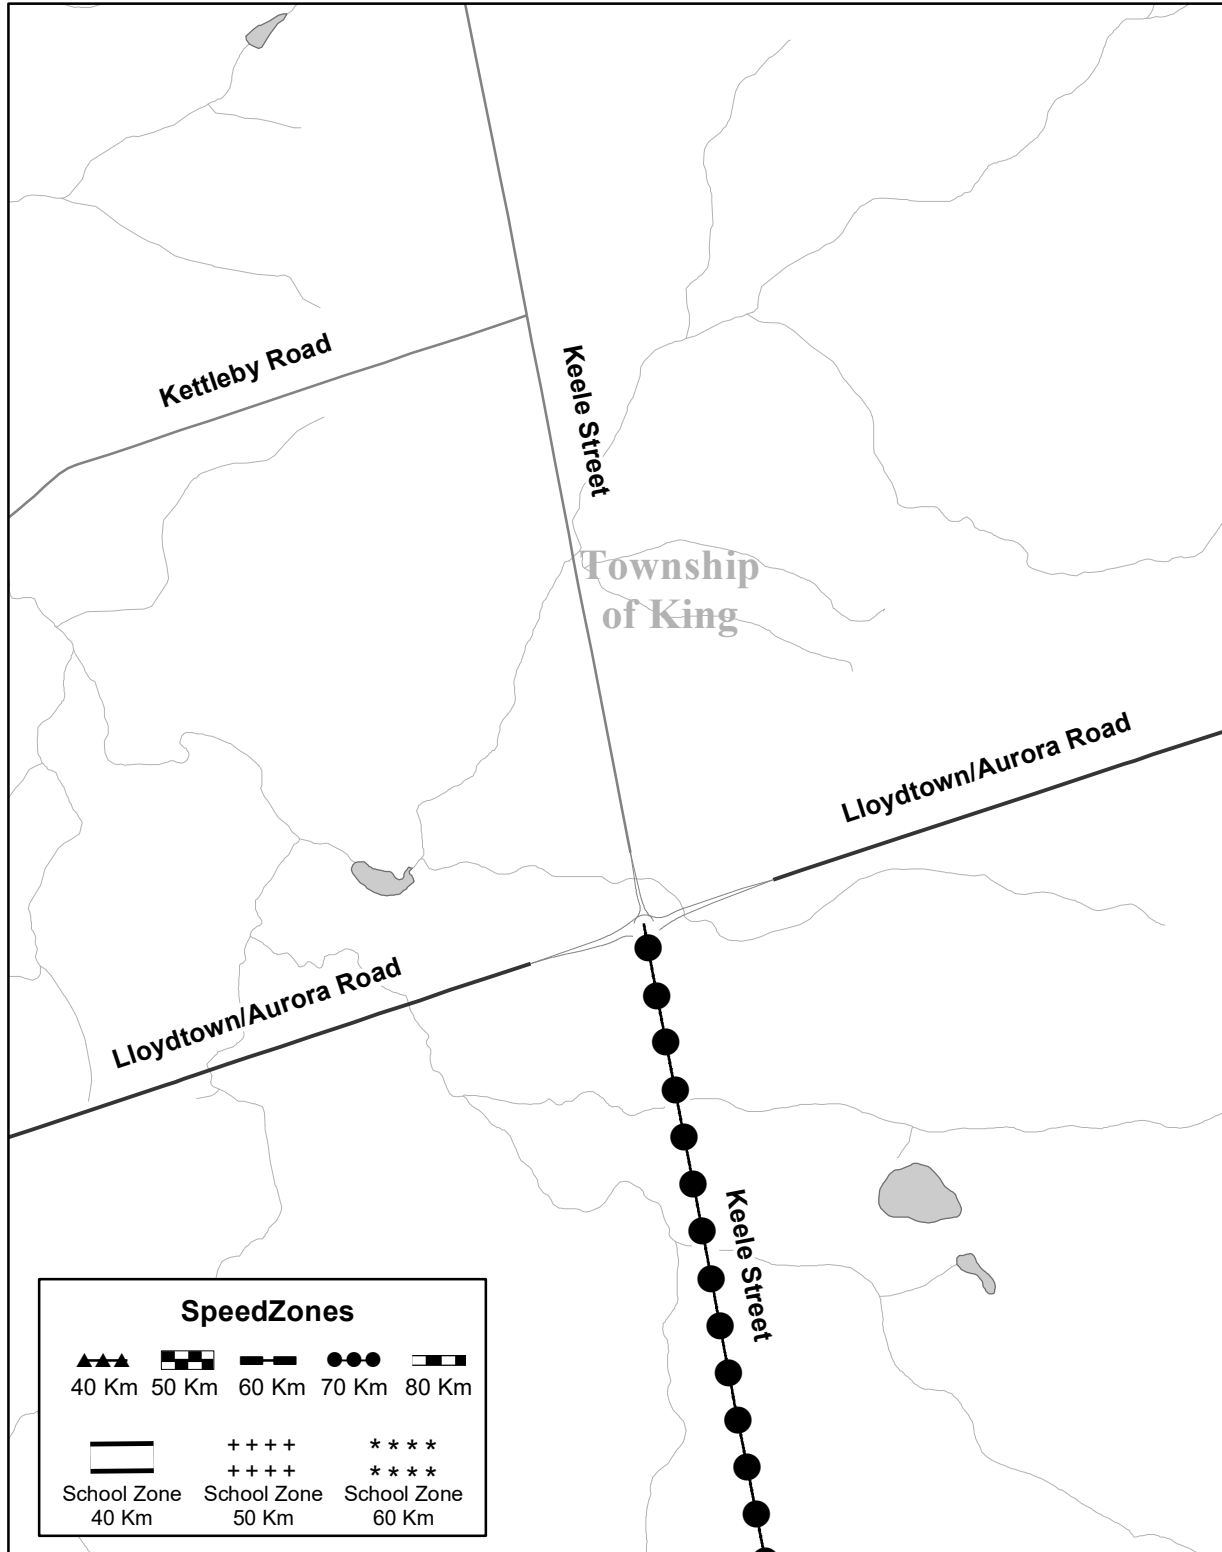 Kettleby Road
Keele Street
Township
of King
Lloydtown/Aurora Road
Lloydtown/Aurora Road
Keele Street
SpeedZones
40 Km 50 Km 60 Km 70 Km 80 Km
School Zone School Zone School Zone
40 Km 50 Km 60 Km